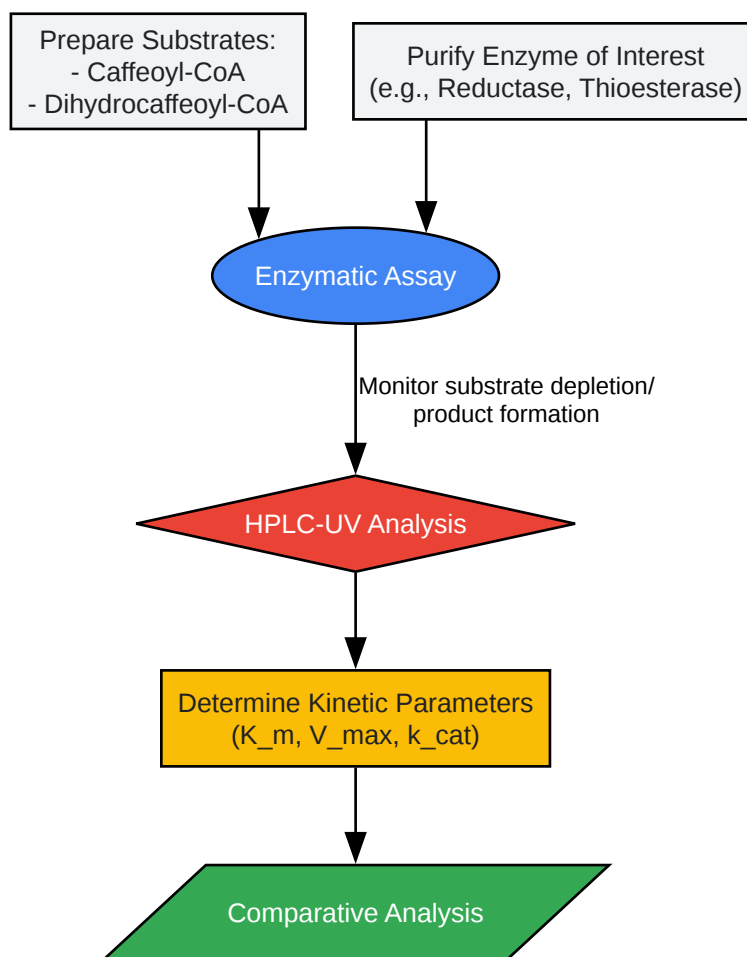 Prepare Substrates:
- Caffeoyl-CoA
- Dihydrocaffeoyl-CoA
Purify Enzyme of Interest
(e.g., Reductase, Thioesterase)
Enzymatic Assay
Monitor substrate depletion/
product formation
HPLC-UV Analysis
Determine Kinetic Parameters
(K_m, V_max, k_cat)
Comparative Analysis